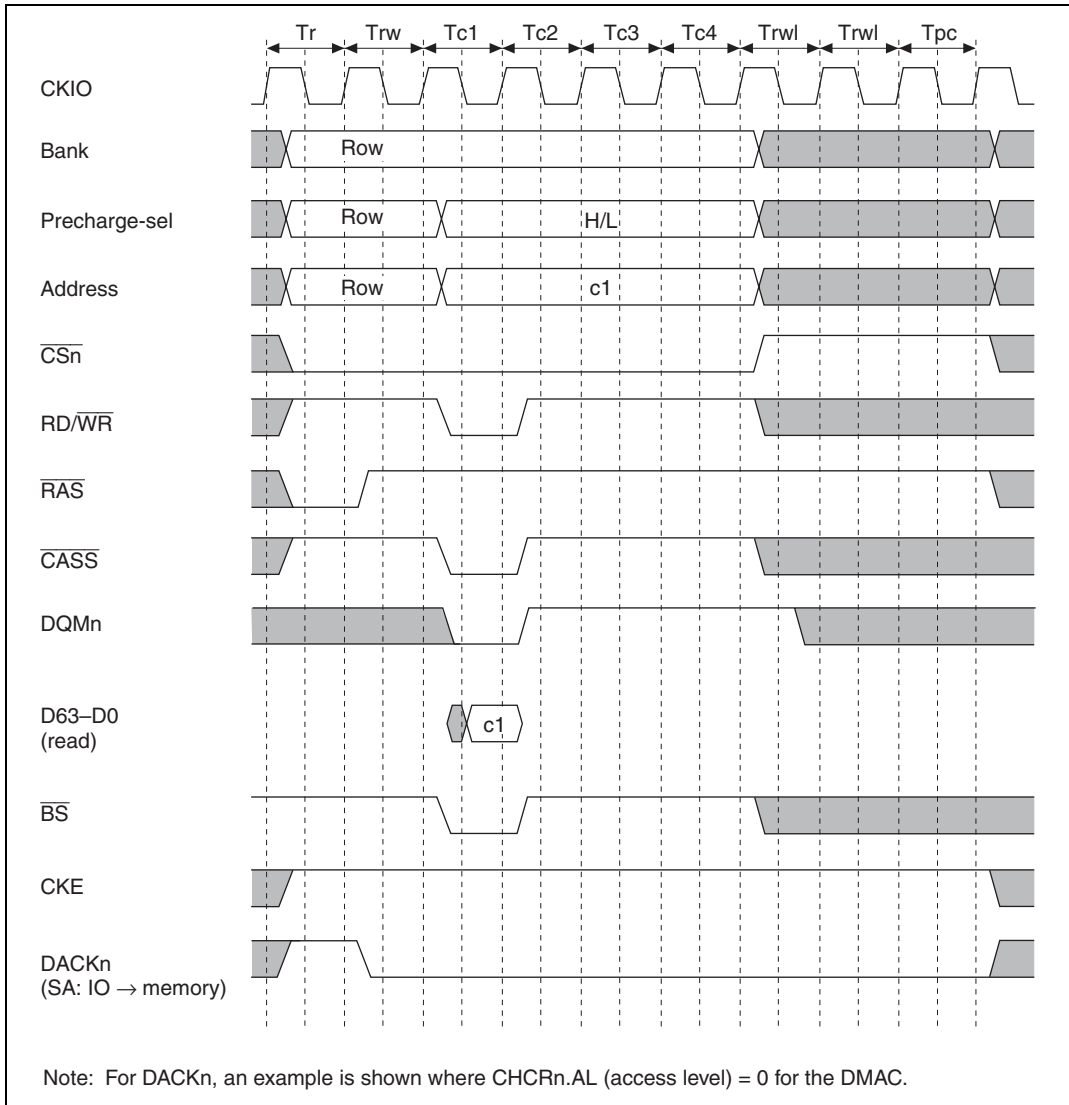 Tr Trw Tc1 Tc2 Tc3 Tc4 Trwl Trwl Tpc
CKIO
Bank Row
Precharge-sel Row H/L
Address Row c1
CSn
RD/WR
RAS
CASS
DQMn
D63–D0
(read) c1
BS
CKE
DACKn
(SA: IO → memory)
Note: For DACKn, an example is shown where CHCRn.AL (access level) = 0 for the DMAC.